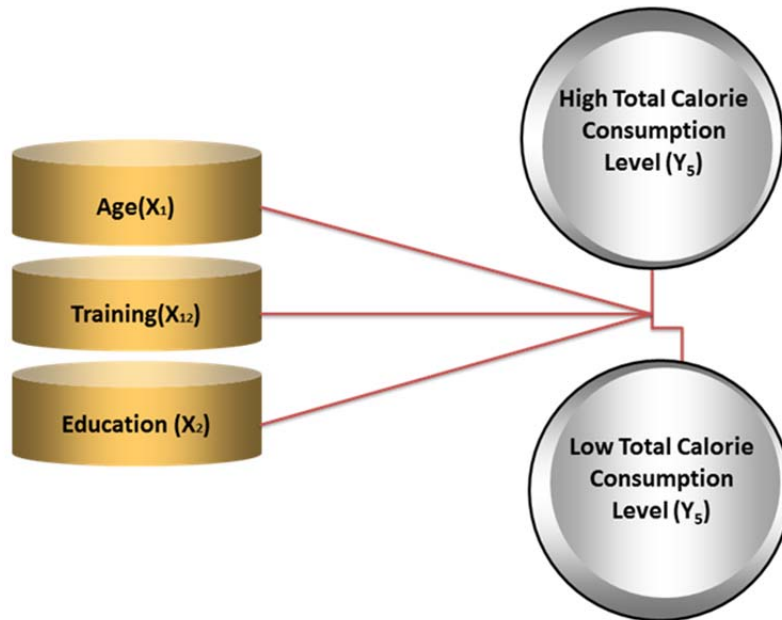 Age(X₁)
Training(X₁₂)
Education (X₂)
High Total Calorie
Consumption
Level (Y₅)
Low Total Calorie
Consumption
Level (Y₅)